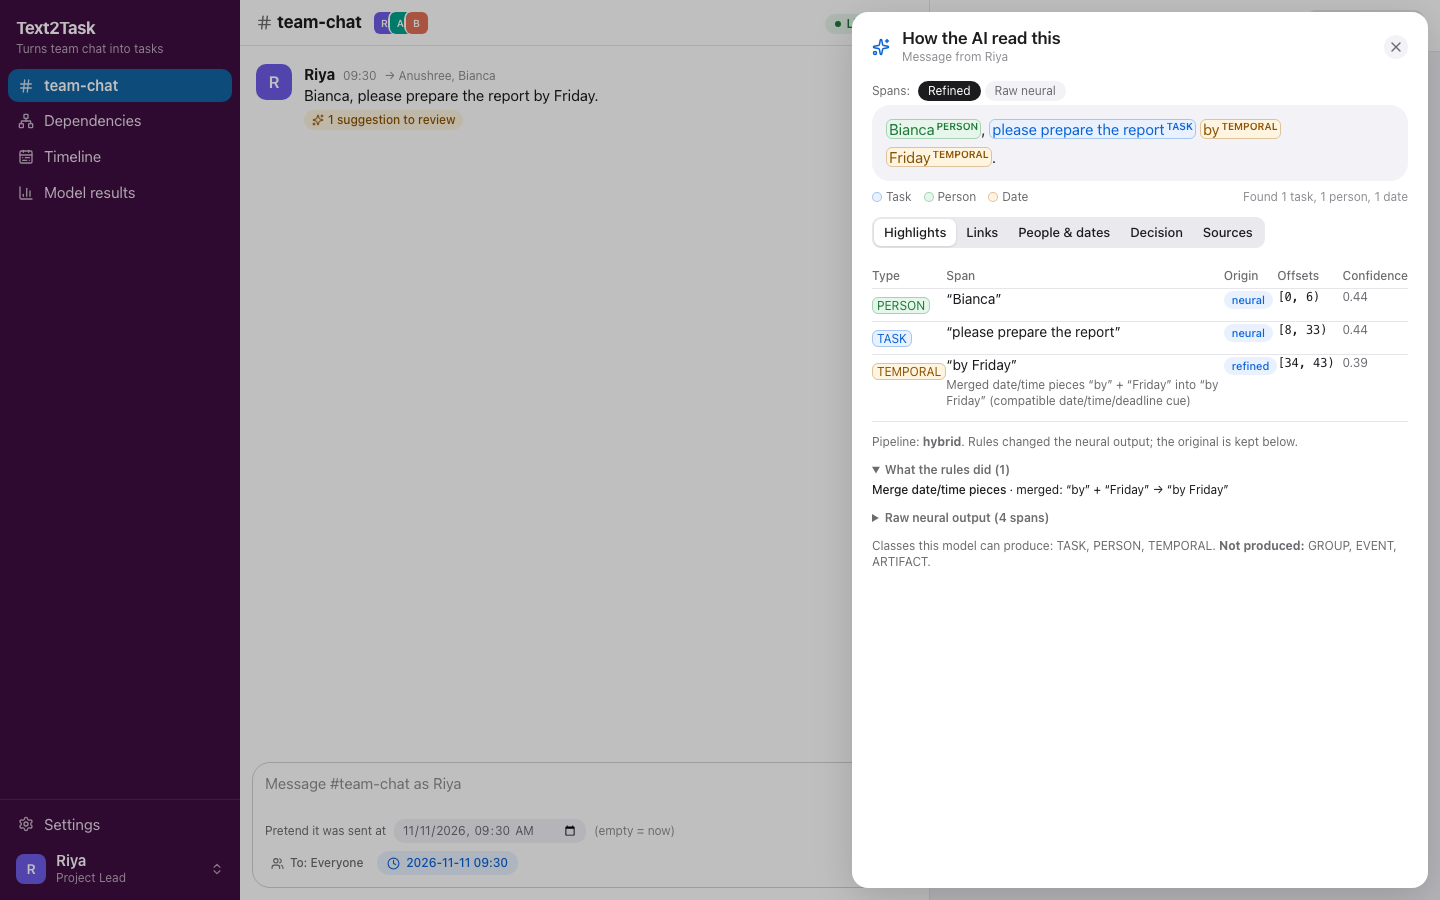 Text2Task
Turns team chat into tasks
# team-chat
Dependencies
Timeline
Model results
Settings
R
Riya
Project Lead
# team-chat
R A B
R
Riya 09:30 → Anushree, Bianca
Bianca, please prepare the report by Friday.
1 suggestion to review
Message #team-chat as Riya
Pretend it was sent at 11/11/2026, 09:30 AM (empty = now)
To: Everyone 2026-11-11 09:30
How the AI read this
Message from Riya
Spans: Refined Raw neural
Bianca PERSON, please prepare the report TASK by TEMPORAL
Friday TEMPORAL.
Task Person Date Found 1 task, 1 person, 1 date
Highlights Links People & dates Decision Sources
Type Span Origin Offsets Confidence
PERSON “Bianca” neural [0, 6) 0.44
TASK “please prepare the report” neural [8, 33) 0.44
TEMPORAL “by Friday” refined [34, 43) 0.39
Merged date/time pieces “by” + “Friday” into “by
Friday” (compatible date/time/deadline cue)
Pipeline: hybrid. Rules changed the neural output; the original is kept below.
▼ What the rules did (1)
Merge date/time pieces · merged: “by” + “Friday” → “by Friday”
▶ Raw neural output (4 spans)
Classes this model can produce: TASK, PERSON, TEMPORAL. Not produced: GROUP, EVENT,
ARTIFACT.